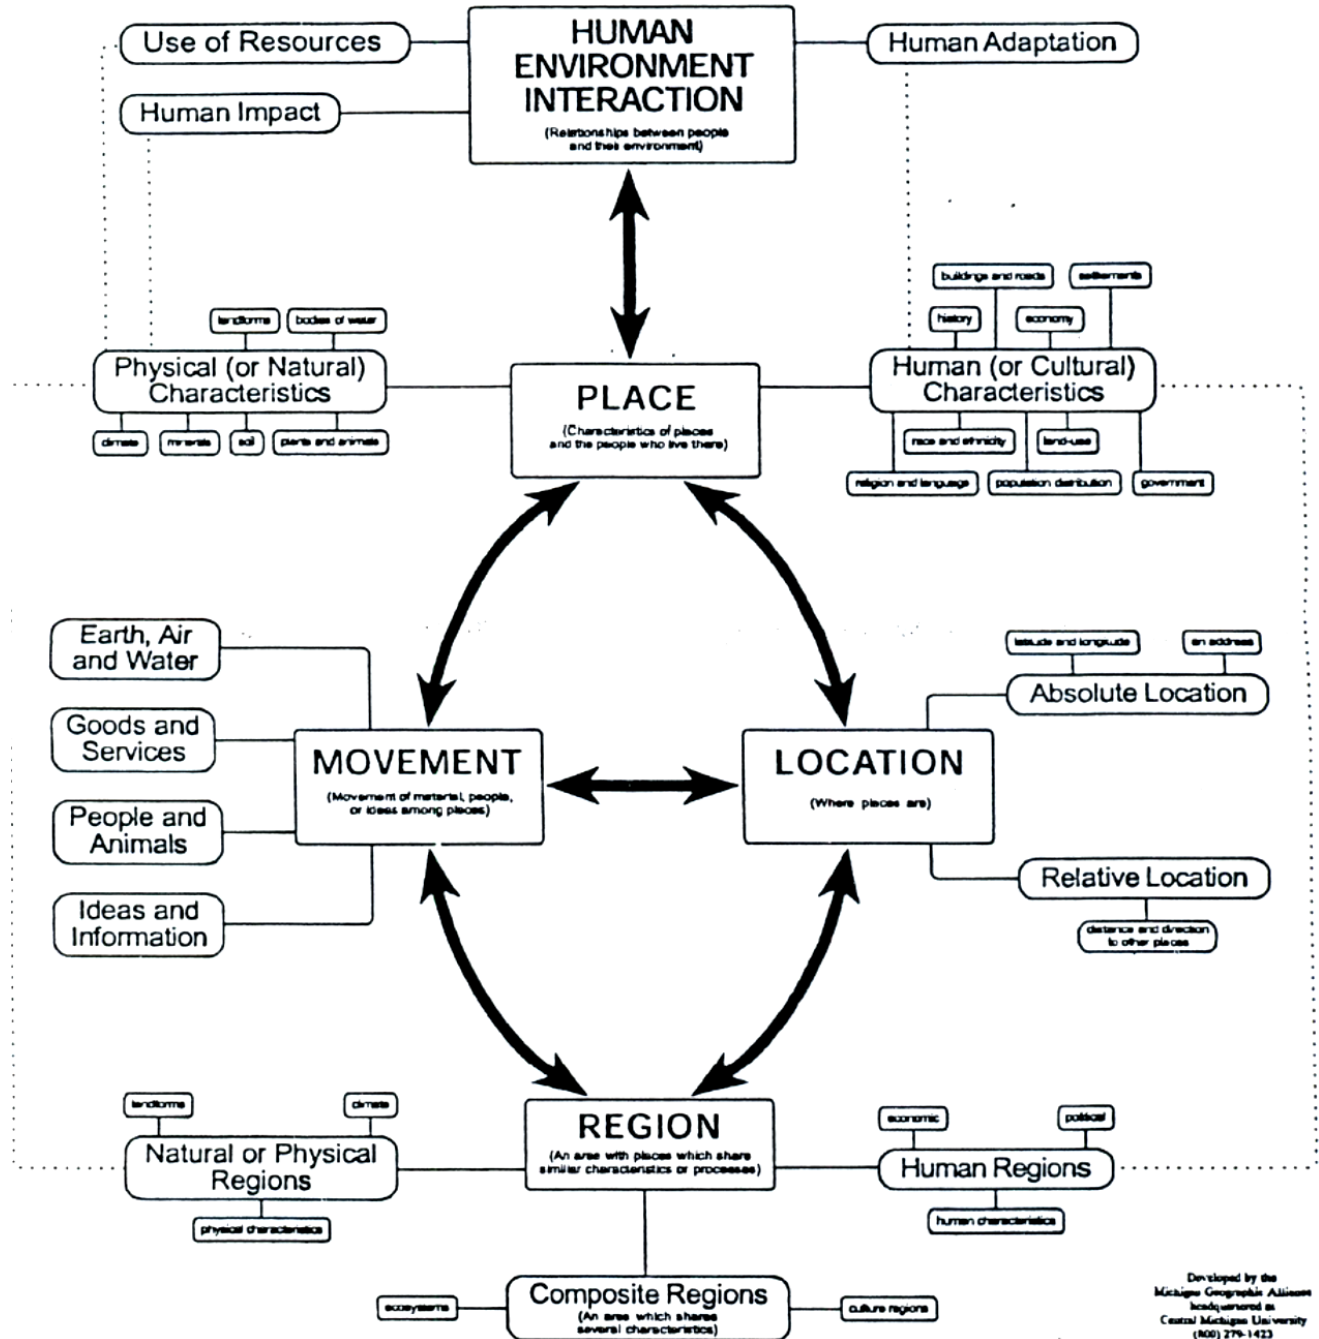 Use of Resources
HUMAN
ENVIRONMENT
INTERACTION
(Relationships between people
and their environment)
Human Adaptation
Human Impact
landforms
bodies of water
Physical (or Natural)
Characteristics
climate
minerals
soil
plants and animals
PLACE
(Characteristics of places
and the people who live there)
buildings and roads
settlements
history
economy
Human (or Cultural)
Characteristics
race and ethnicity
land-use
religion and language
population distribution
government
Earth, Air
and Water
Goods and
Services
People and
Animals
Ideas and
Information
MOVEMENT
(Movement of material, people,
or ideas among places)
LOCATION
(Where places are)
latitude and longitude
an address
Absolute Location
Relative Location
distance and direction
to other places
landforms
climate
Natural or Physical
Regions
physical characteristics
REGION
(An area with places which share
similar characteristics or processes)
economic
political
Human Regions
human characteristics
ecosystems
Composite Regions
(An area which shares
several characteristics)
culture regions
Developed by the
Michigan Geographic Alliance
headquartered at
Central Michigan University
(800) 279-1423